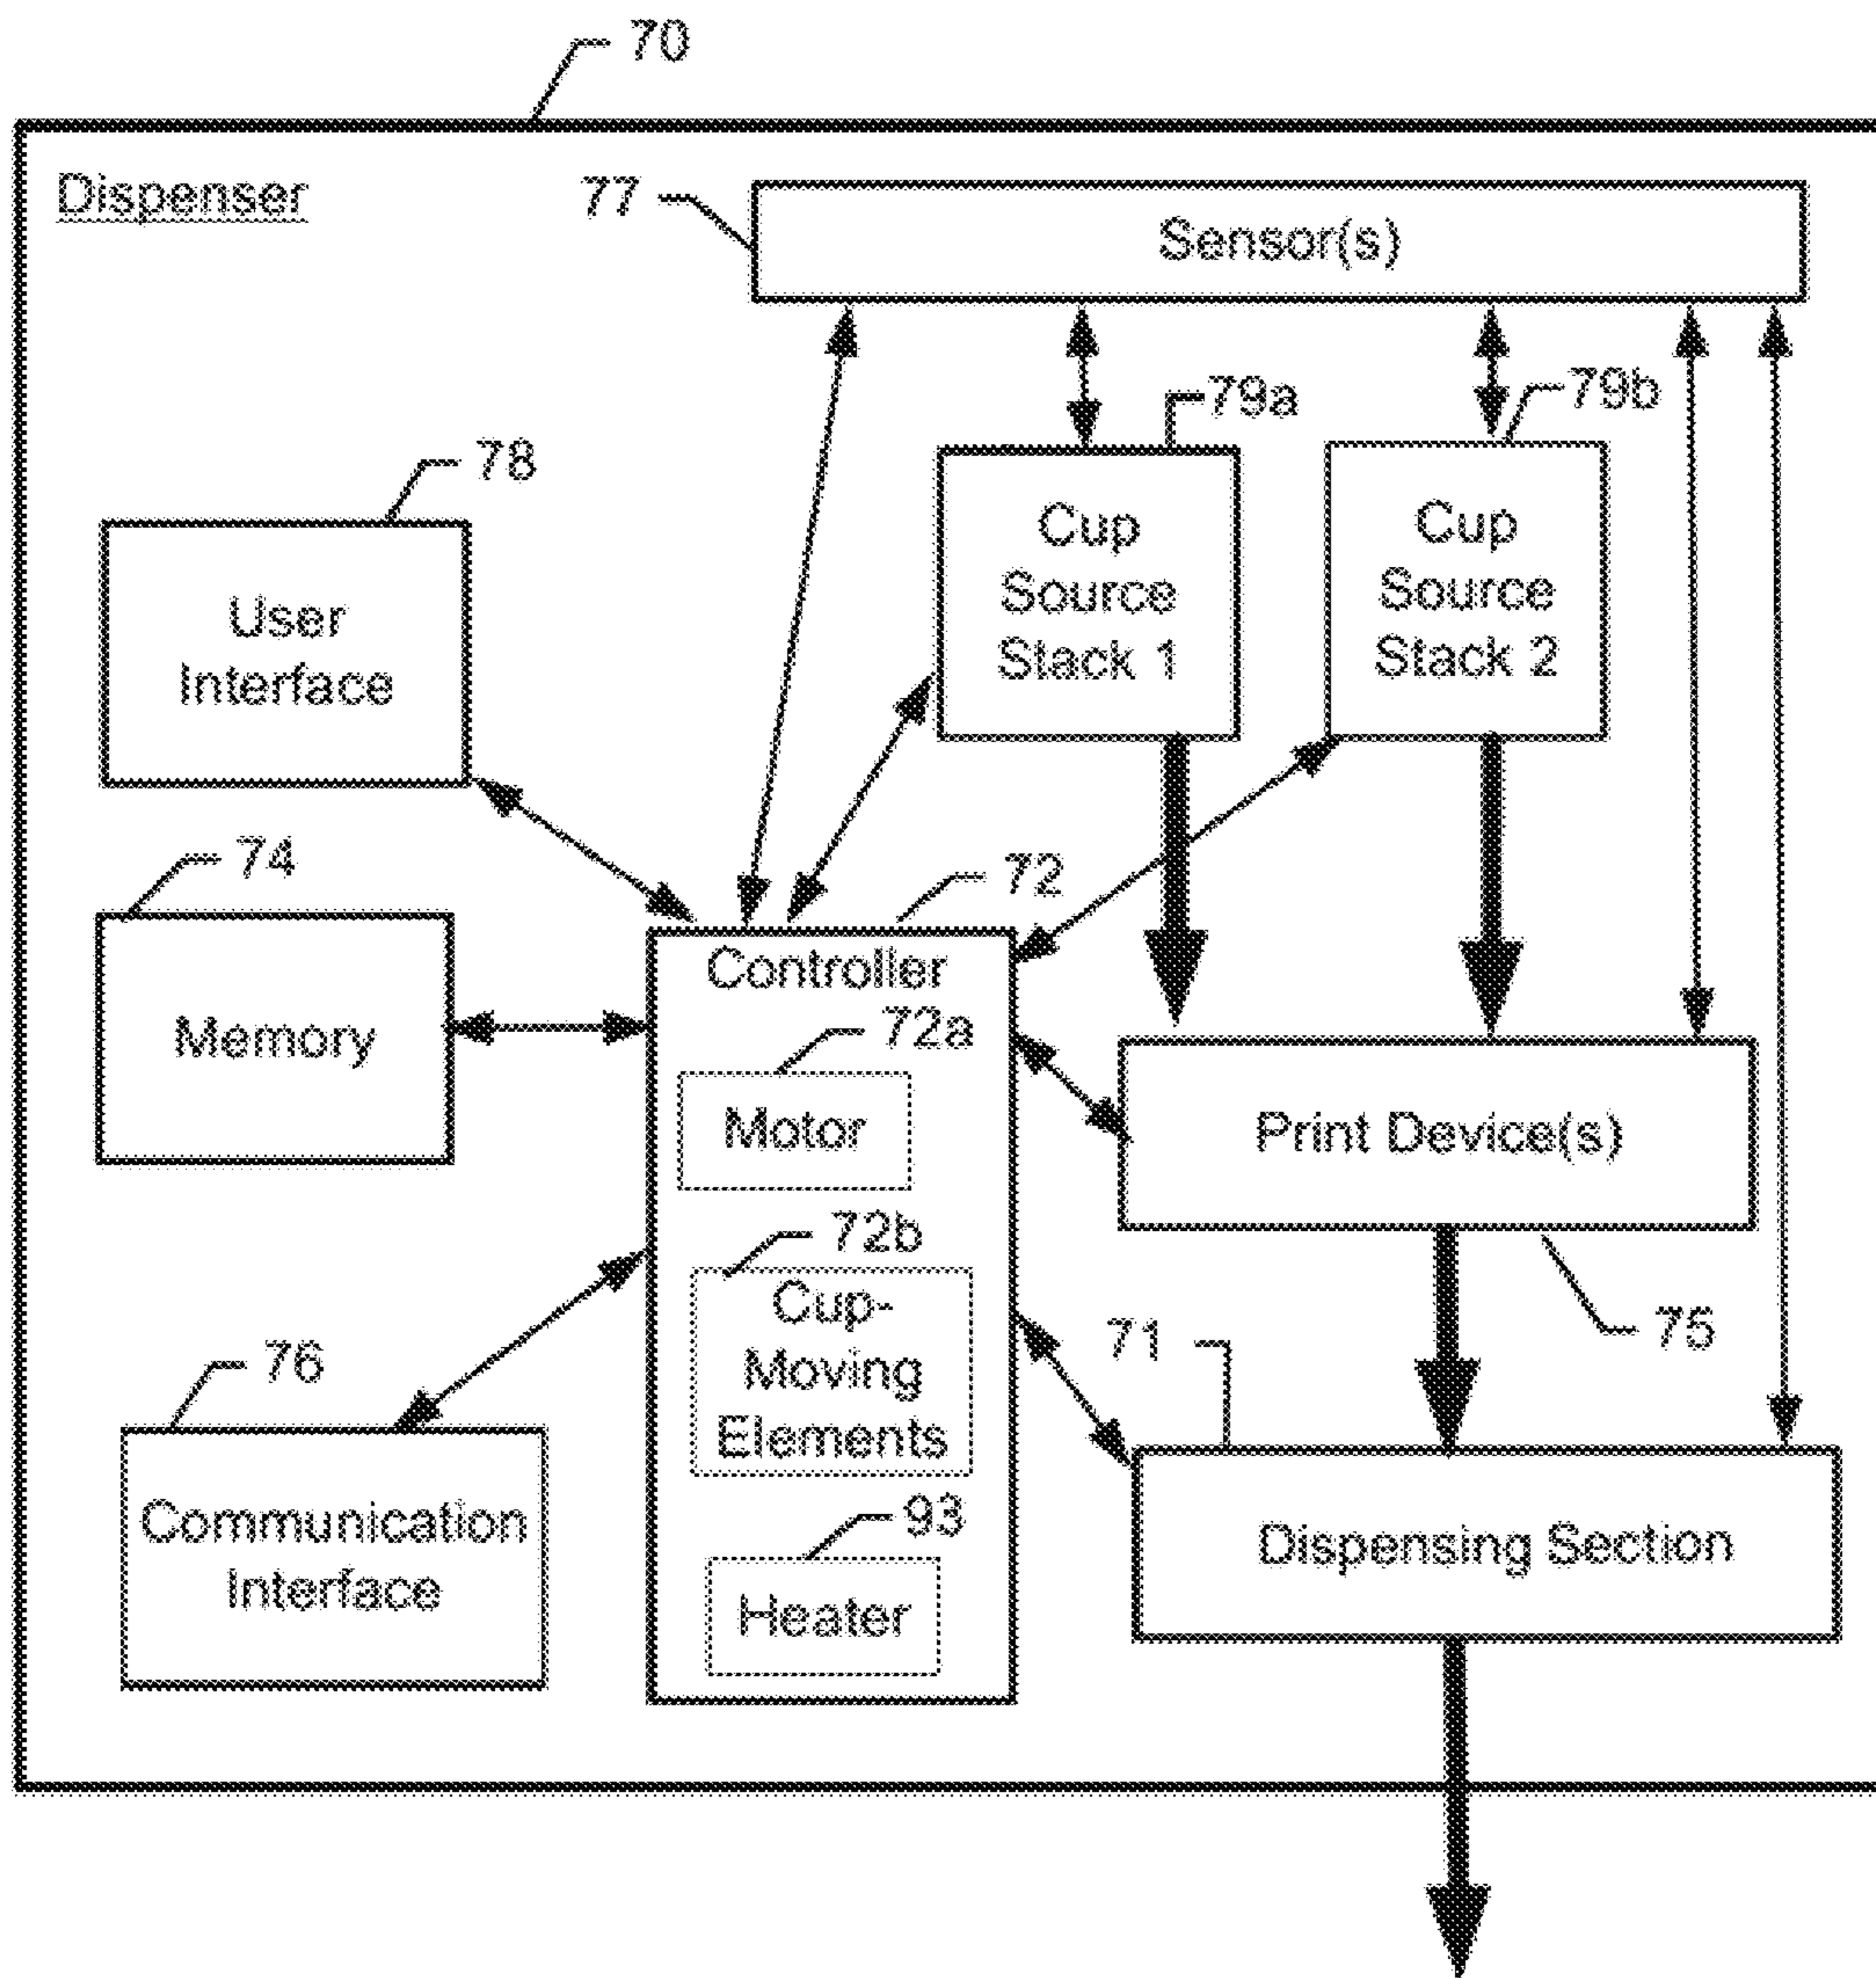 70
Dispenser
77
Sensor(s)
79a
79b
78
Cup
Source
Stack 1
Cup
Source
Stack 2
User
Interface
74
72
Memory
Controller
72a
Motor
Print Device(s)
72b
Cup-
Moving
Elements
75
76
71
Communication
Interface
93
Heater
Dispensing Section